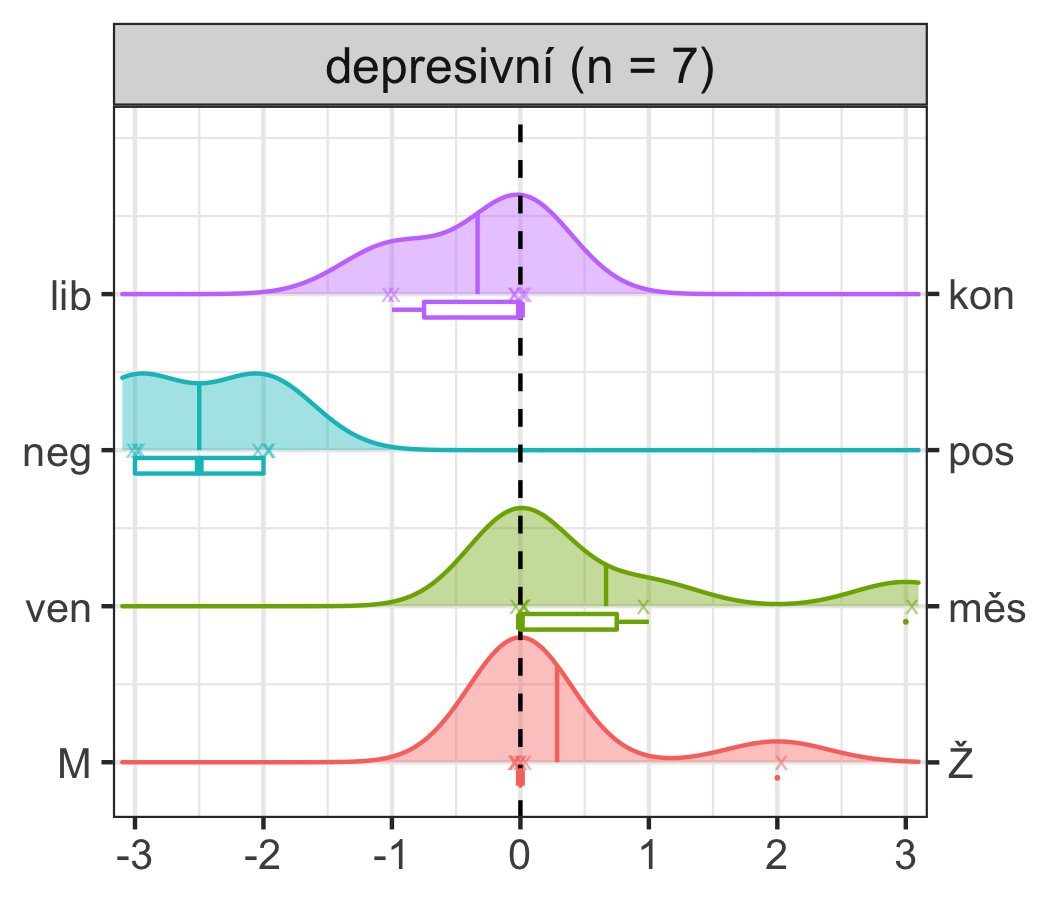 depresivní (n = 7)
lib kon
neg pos
ven měs
M Ž
-3 -2 -1 0 1 2 3